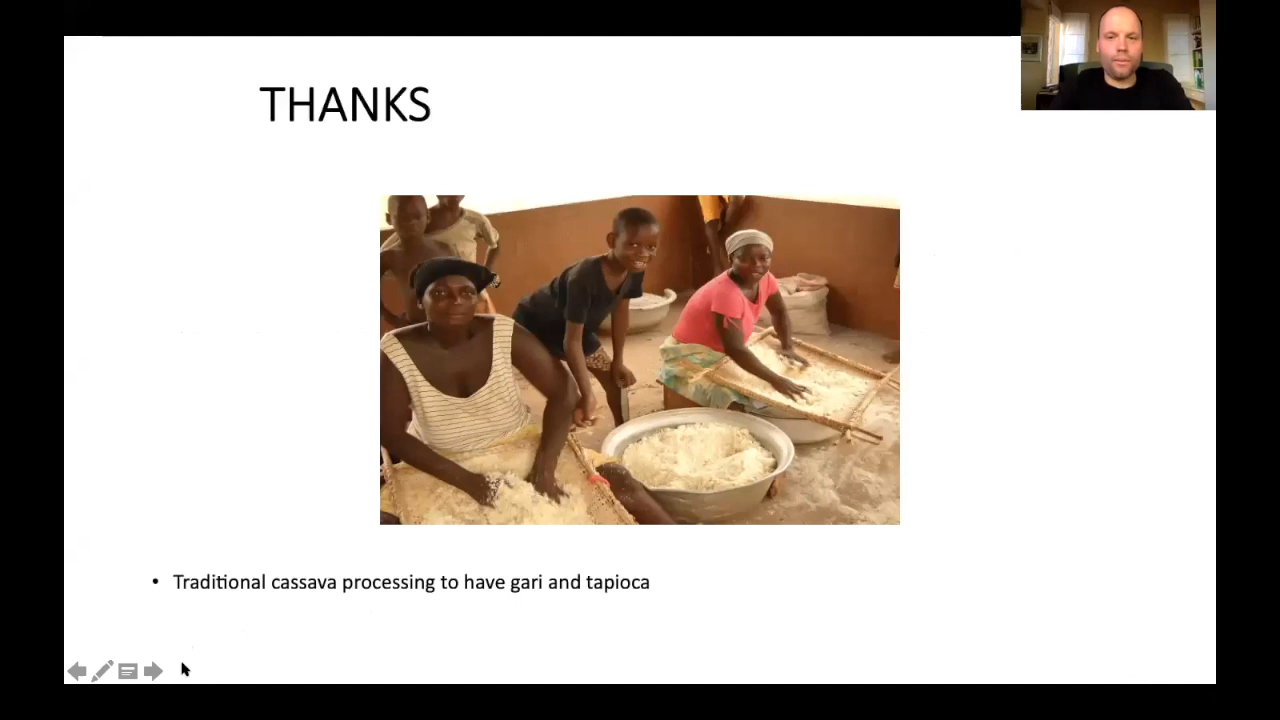 THANKS
• Traditional cassava processing to have gari and tapioca